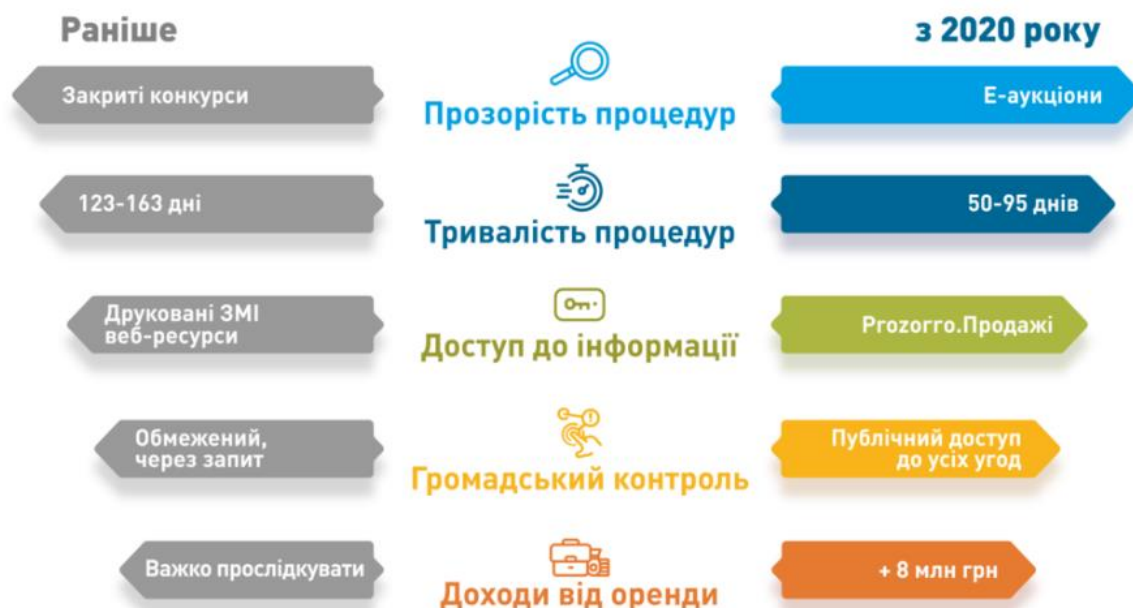 Раніше
з 2020 року
Закриті конкурси
Прозорість процедур
Е-аукціони
123-163 дні
Тривалість процедур
50-95 днів
Друковані ЗМІ
веб-ресурси
Доступ до інформації
Prozorro.Продажі
Обмежений,
через запит
Громадський контроль
Публічний доступ
до усіх угод
Важко прослідкувати
Доходи від оренди
+ 8 млн грн